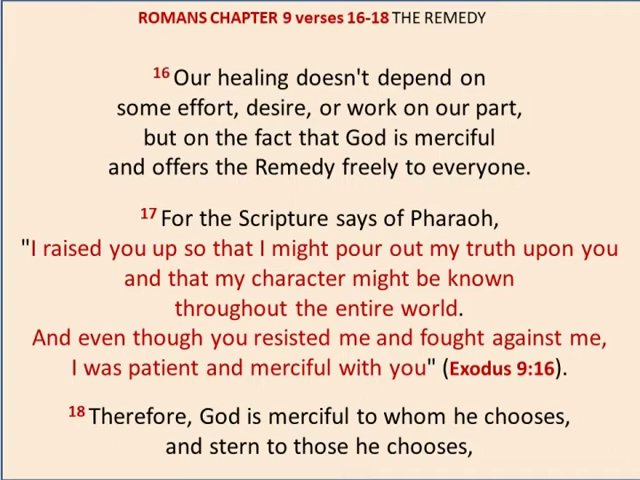 ROMANS CHAPTER 9 verses 16-18 THE REMEDY
16 Our healing doesn't depend on
some effort, desire, or work on our part,
but on the fact that God is merciful
and offers the Remedy freely to everyone.
17 For the Scripture says of Pharaoh,
"I raised you up so that I might pour out my truth upon you
and that my character might be known
throughout the entire world.
And even though you resisted me and fought against me,
I was patient and merciful with you" (Exodus 9:16).
18 Therefore, God is merciful to whom he chooses,
and stern to those he chooses,